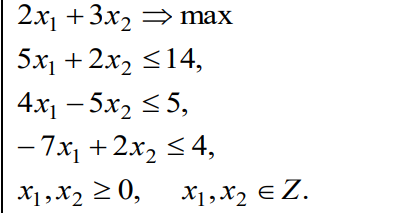 2x₁ + 3x₂ ⇒ max
5x₁ + 2x₂ ≤ 14,
4x₁ − 5x₂ ≤ 5,
− 7x₁ + 2x₂ ≤ 4,
x₁, x₂ ≥ 0, x₁, x₂ ∈ Z.